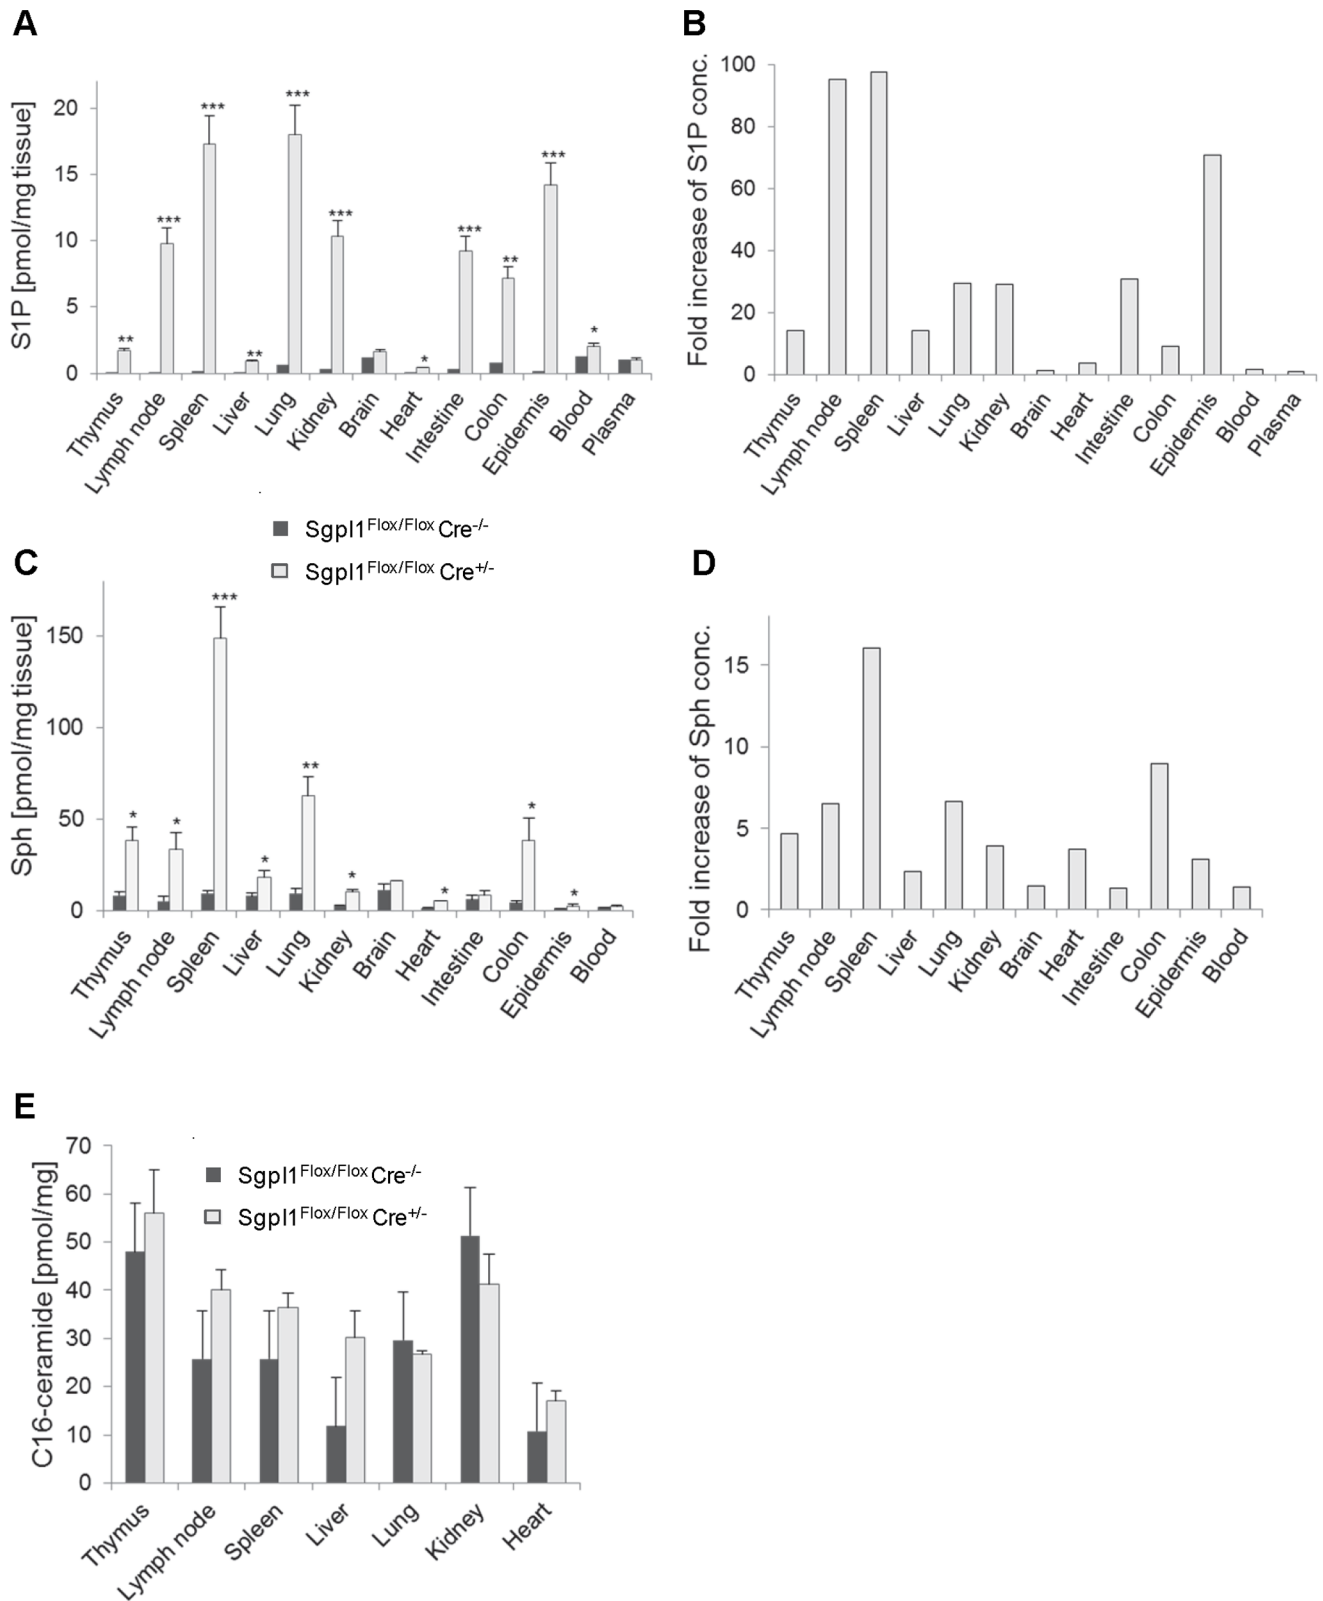 A
S1P [pmol/mg tissue]
20
15
10
5
0
**
***
***
**
***
***
*
***
**
***
*
Thymus
Lymph node
Spleen
Liver
Lung
Kidney
Brain
Heart
Intestine
Colon
Epidermis
Blood
Plasma
B
Fold increase of S1P conc.
100
80
60
40
20
0
Thymus
Lymph node
Spleen
Liver
Lung
Kidney
Brain
Heart
Intestine
Colon
Epidermis
Blood
Plasma
Sgpl1Flox/Flox Cre-/-
Sgpl1Flox/Flox Cre+/-
C
Sph [pmol/mg tissue]
150
100
50
0
*
*
***
*
**
*
*
*
*
Thymus
Lymph node
Spleen
Liver
Lung
Kidney
Brain
Heart
Intestine
Colon
Epidermis
Blood
D
Fold increase of Sph conc.
15
10
5
0
Thymus
Lymph node
Spleen
Liver
Lung
Kidney
Brain
Heart
Intestine
Colon
Epidermis
Blood
E
C16-ceramide [pmol/mg]
70
60
50
40
30
20
10
0
Sgpl1Flox/Flox Cre-/-
Sgpl1Flox/Flox Cre+/-
Thymus
Lymph node
Spleen
Liver
Lung
Kidney
Heart